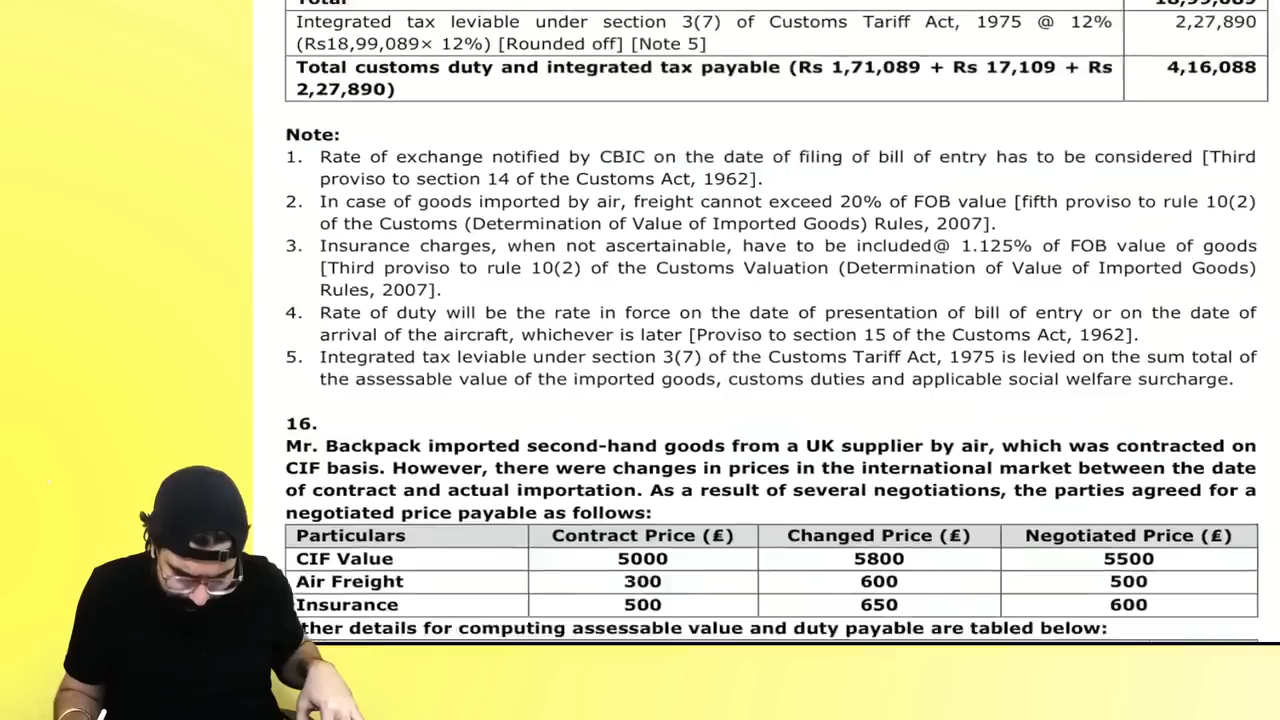 Total 18,99,089
Integrated tax leviable under section 3(7) of Customs Tariff Act, 1975 @ 12% 2,27,890
(Rs18,99,089× 12%) [Rounded off] [Note 5]
Total customs duty and integrated tax payable (Rs 1,71,089 + Rs 17,109 + Rs 4,16,088
2,27,890)
Note:
1. Rate of exchange notified by CBIC on the date of filing of bill of entry has to be considered [Third
proviso to section 14 of the Customs Act, 1962].
2. In case of goods imported by air, freight cannot exceed 20% of FOB value [fifth proviso to rule 10(2)
of the Customs (Determination of Value of Imported Goods) Rules, 2007].
3. Insurance charges, when not ascertainable, have to be included@ 1.125% of FOB value of goods
[Third proviso to rule 10(2) of the Customs Valuation (Determination of Value of Imported Goods)
Rules, 2007].
4. Rate of duty will be the rate in force on the date of presentation of bill of entry or on the date of
arrival of the aircraft, whichever is later [Proviso to section 15 of the Customs Act, 1962].
5. Integrated tax leviable under section 3(7) of the Customs Tariff Act, 1975 is levied on the sum total of
the assessable value of the imported goods, customs duties and applicable social welfare surcharge.
16.
Mr. Backpack imported second-hand goods from a UK supplier by air, which was contracted on
CIF basis. However, there were changes in prices in the international market between the date
of contract and actual importation. As a result of several negotiations, the parties agreed for a
negotiated price payable as follows:
Particulars Contract Price (£) Changed Price (£) Negotiated Price (£)
CIF Value 5000 5800 5500
Air Freight 300 600 500
Insurance 500 650 600
ther details for computing assessable value and duty payable are tabled below: